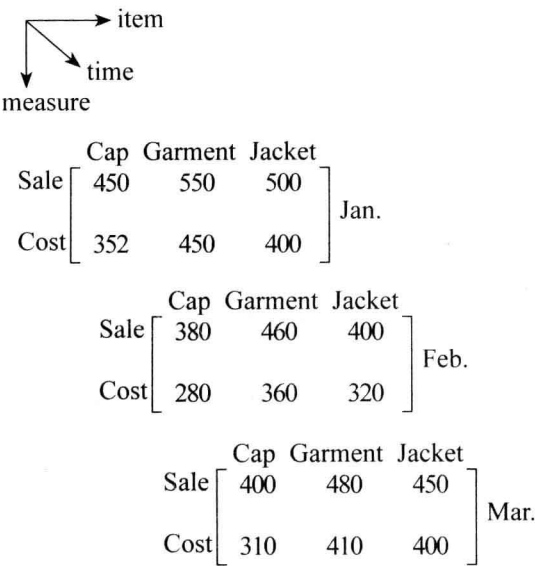 item
time
measure
Cap Garment Jacket
Sale 450 550 500
Jan.
Cost 352 450 400
Cap Garment Jacket
Sale 380 460 400
Feb.
Cost 280 360 320
Cap Garment Jacket
Sale 400 480 450
Mar.
Cost 310 410 400